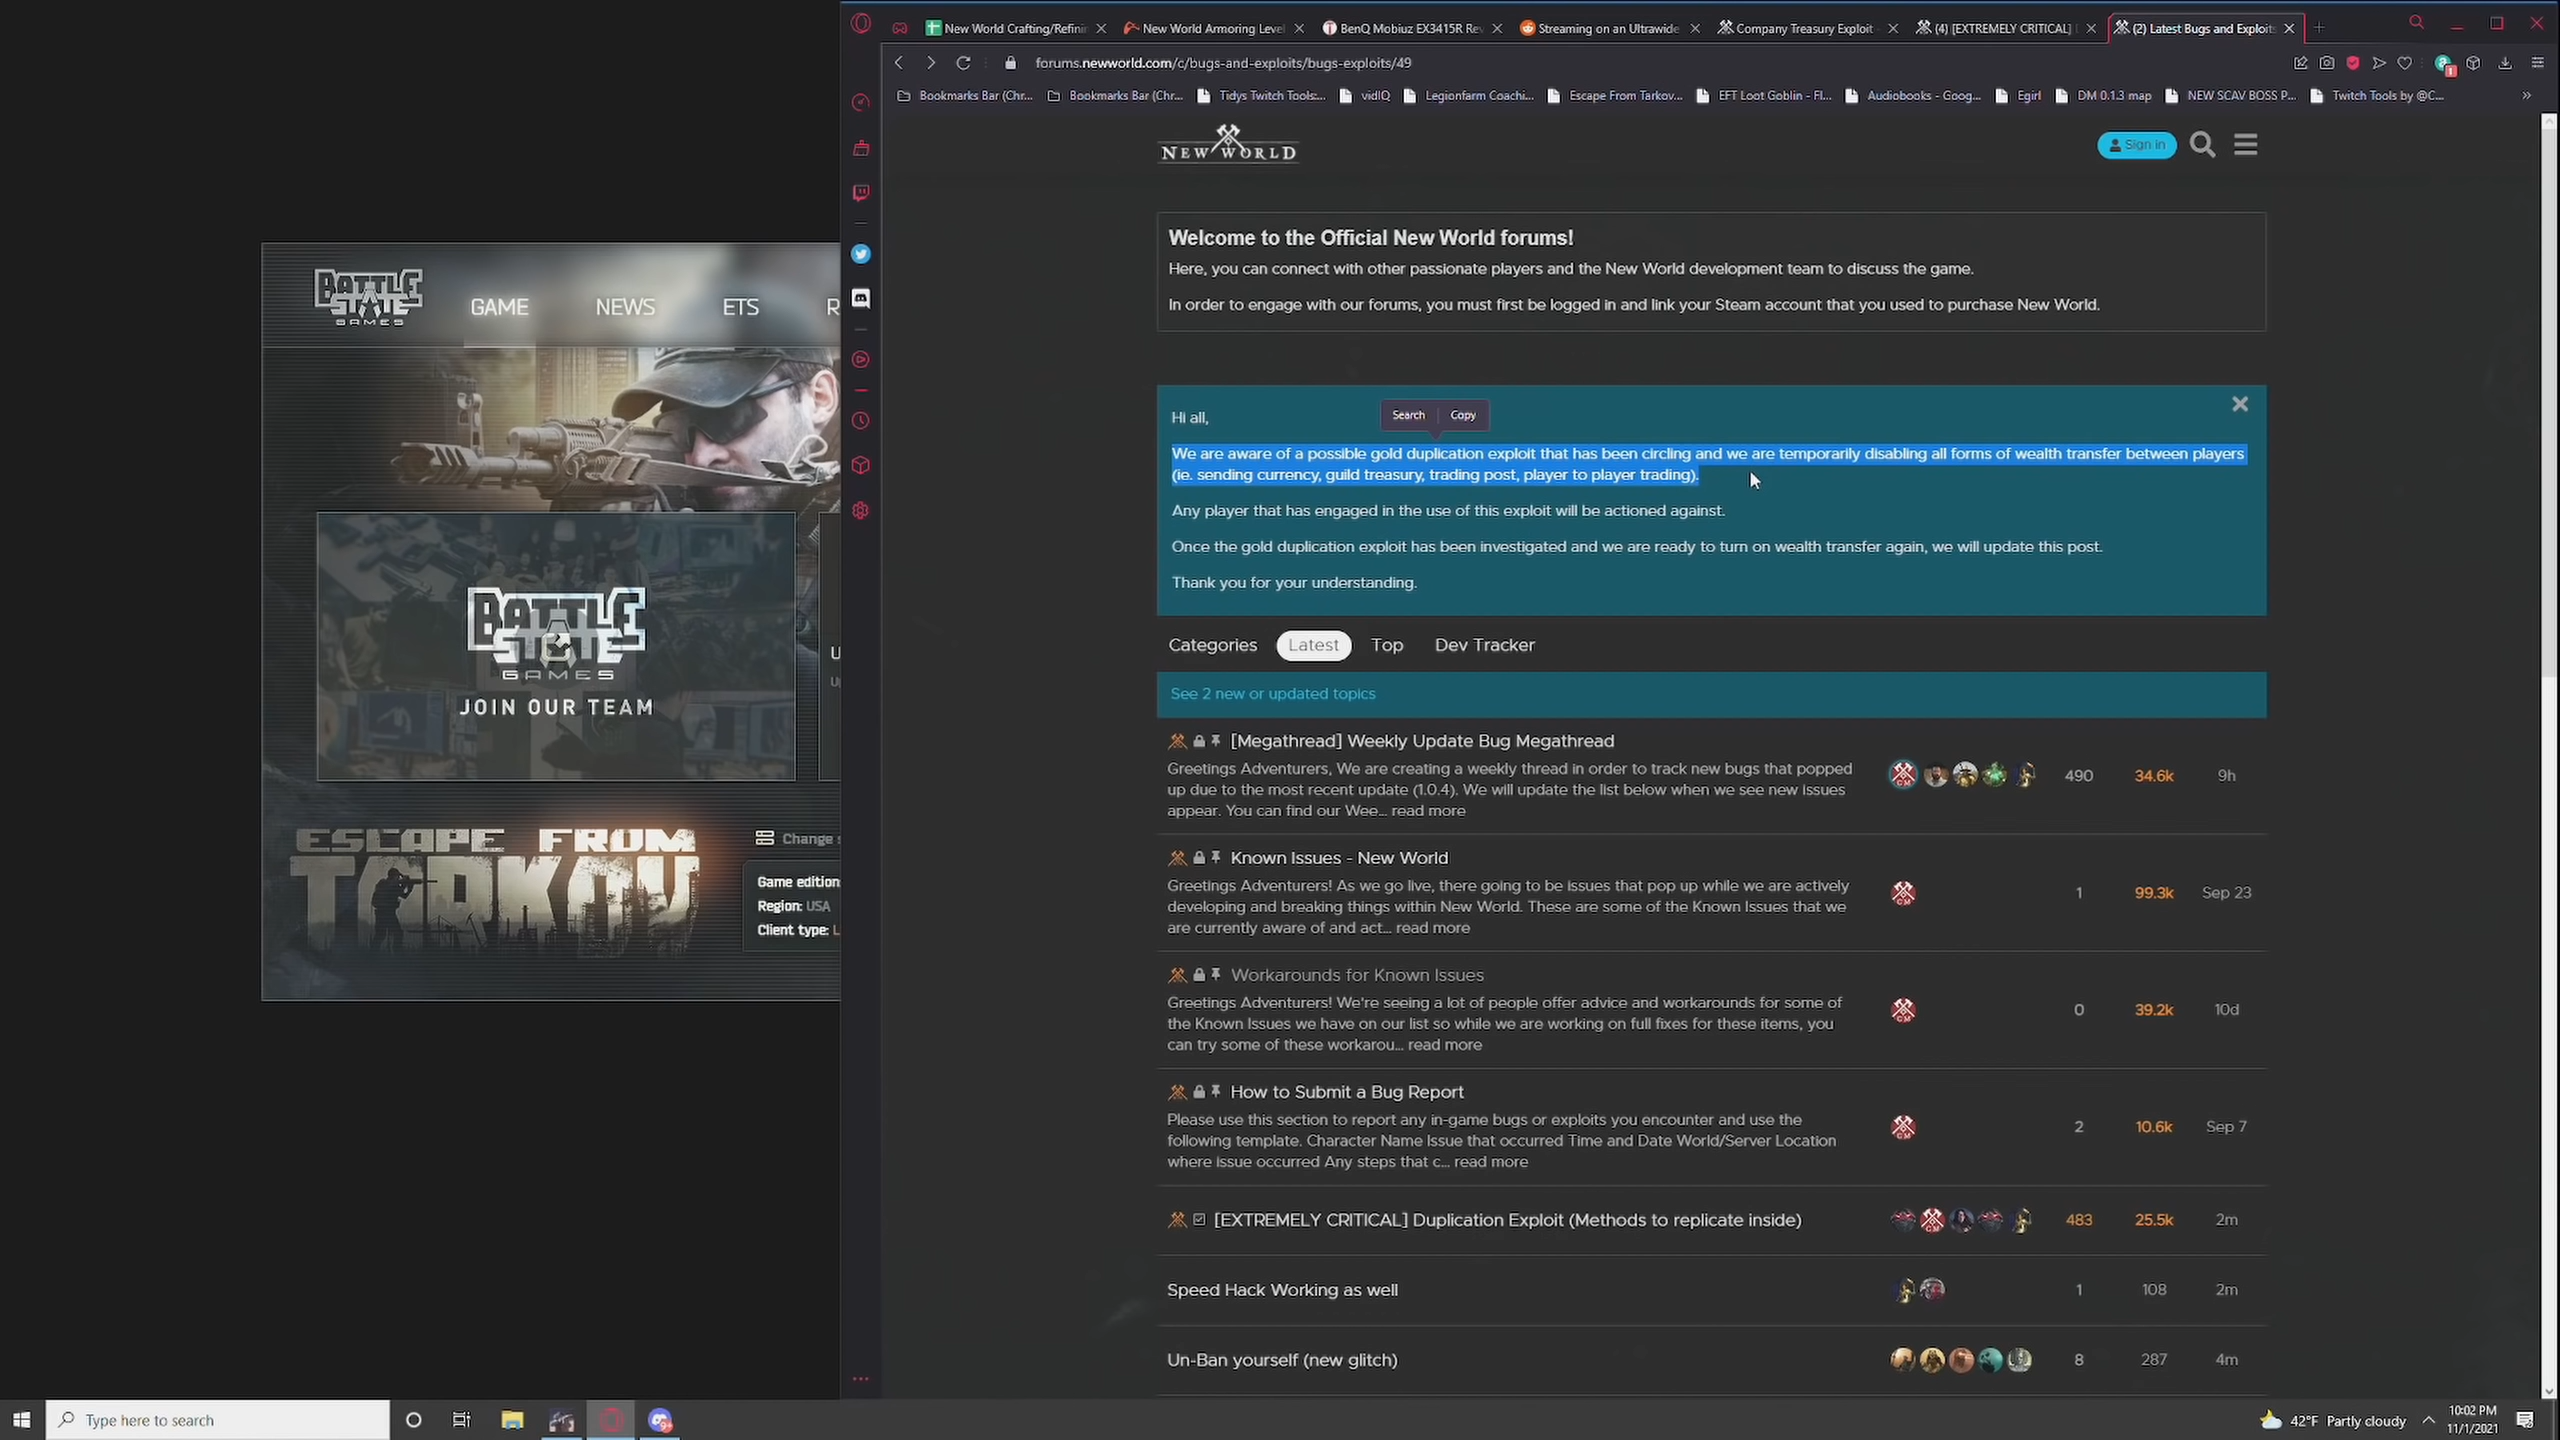 New World Crafting/Refinin
New World Armoring Level
BenQ Mobiuz EX3415R Rev
Streaming on an Ultrawide
Company Treasury Exploit
(4) [EXTREMELY CRITICAL]
(2) Latest Bugs and Exploits
forums.newworld.com/c/bugs-and-exploits/bugs-exploits/49
Bookmarks Bar (Chr...
Bookmarks Bar (Chr...
Tidys Twitch Tools:...
vidIQ
Legionfarm Coachi...
Escape From Tarkov...
EFT Loot Goblin - Fl...
Audiobooks - Goog...
Egirl
DM 0.1.3 map
NEW SCAV BOSS P...
Twitch Tools by @C...
NEW WORLD
Sign in
Welcome to the Official New World forums!
Here, you can connect with other passionate players and the New World development team to discuss the game.
In order to engage with our forums, you must first be logged in and link your Steam account that you used to purchase New World.
BATTLE STATE GAMES
GAME
NEWS
ETS
R
Hi all,
Search
Copy
We are aware of a possible gold duplication exploit that has been circling and we are temporarily disabling all forms of wealth transfer between players
(ie. sending currency, guild treasury, trading post, player to player trading).
Any player that has engaged in the use of this exploit will be actioned against.
Once the gold duplication exploit has been investigated and we are ready to turn on wealth transfer again, we will update this post.
Thank you for your understanding.
BATTLE STATE GAMES
JOIN OUR TEAM
U
Categories
Latest
Top
Dev Tracker
See 2 new or updated topics
[Megathread] Weekly Update Bug Megathread
Greetings Adventurers, We are creating a weekly thread in order to track new bugs that popped
up due to the most recent update (1.0.4). We will update the list below when we see new issues
appear. You can find our Wee... read more
490
34.6k
9h
ESCAPE FROM
TARKOV
Change s
Game edition
Region: USA
Client type: L
Known Issues - New World
Greetings Adventurers! As we go live, there going to be issues that pop up while we are actively
developing and breaking things within New World. These are some of the Known Issues that we
are currently aware of and act... read more
1
99.3k
Sep 23
Workarounds for Known Issues
Greetings Adventurers! We're seeing a lot of people offer advice and workarounds for some of
the Known Issues we have on our list so while we are working on full fixes for these items, you
can try some of these workarou... read more
0
39.2k
10d
How to Submit a Bug Report
Please use this section to report any in-game bugs or exploits you encounter and use the
following template. Character Name Issue that occurred Time and Date World/Server Location
where issue occurred Any steps that c... read more
2
10.6k
Sep 7
[EXTREMELY CRITICAL] Duplication Exploit (Methods to replicate inside)
483
25.5k
2m
Speed Hack Working as well
1
108
2m
Un-Ban yourself (new glitch)
8
287
4m
Type here to search
42°F Partly cloudy
10:02 PM
11/1/2021